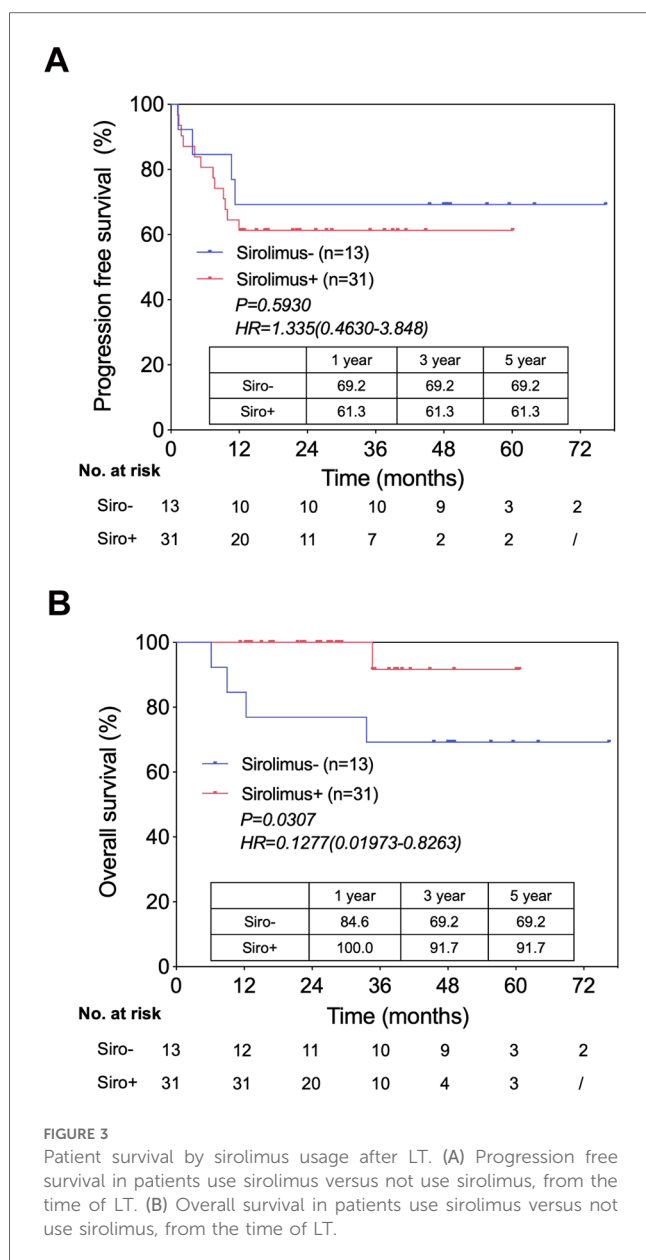 A
Progression free survival (%)
100
80
60
40
20
0
Sirolimus- (n=13)
Sirolimus+ (n=31)
P=0.5930
HR=1.335(0.4630-3.848)
1 year 3 year 5 year
Siro- 69.2 69.2 69.2
Siro+ 61.3 61.3 61.3
0 12 24 36 48 60 72
Time (months)
No. at risk
Siro- 13 10 10 10 9 3 2
Siro+ 31 20 11 7 2 2 /
B
Overall survival (%)
100
80
60
40
20
0
Sirolimus- (n=13)
Sirolimus+ (n=31)
P=0.0307
HR=0.1277(0.01973-0.8263)
1 year 3 year 5 year
Siro- 84.6 69.2 69.2
Siro+ 100.0 91.7 91.7
0 12 24 36 48 60 72
Time (months)
No. at risk
Siro- 13 12 11 10 9 3 2
Siro+ 31 31 20 10 4 3 /
FIGURE 3
Patient survival by sirolimus usage after LT. (A) Progression free
survival in patients use sirolimus versus not use sirolimus, from the
time of LT. (B) Overall survival in patients use sirolimus versus not
use sirolimus, from the time of LT.